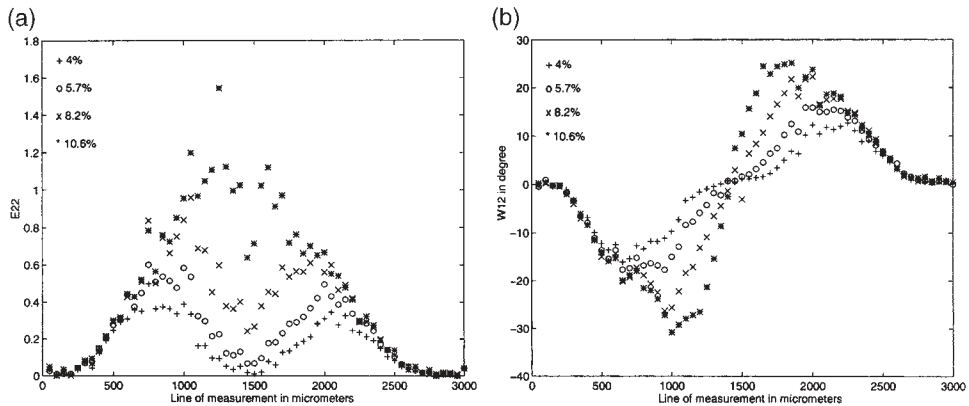 (a)
1.8
1.6
1.4
1.2
1
0.8
0.6
0.4
0.2
0
E22
+ 4%
o 5.7%
x 8.2%
* 10.6%
0 500 1000 1500 2000 2500 3000
Line of measurement in micrometers
(b)
30
20
10
0
−10
−20
−30
−40
W12 in degree
+ 4%
o 5.7%
x 8.2%
* 10.6%
0 500 1000 1500 2000 2500 3000
Line of measurement in micrometers